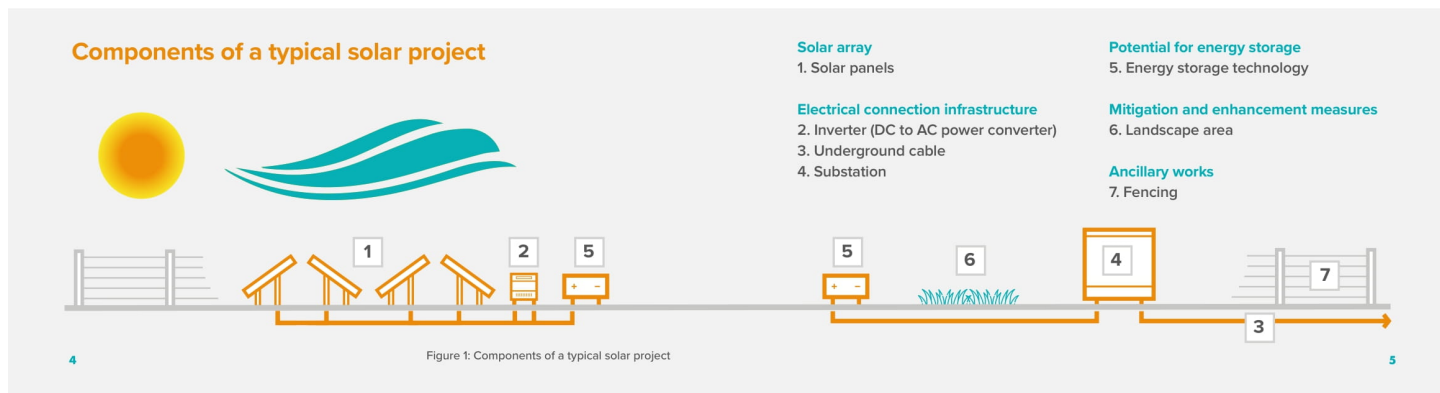 Components of a typical solar project
Solar array
1. Solar panels
Electrical connection infrastructure
2. Inverter (DC to AC power converter)
3. Underground cable
4. Substation
Potential for energy storage
5. Energy storage technology
Mitigation and enhancement measures
6. Landscape area
Ancillary works
7. Fencing
1
2
5
5
6
4
7
3
+ −
+ −
Figure 1: Components of a typical solar project
4
5